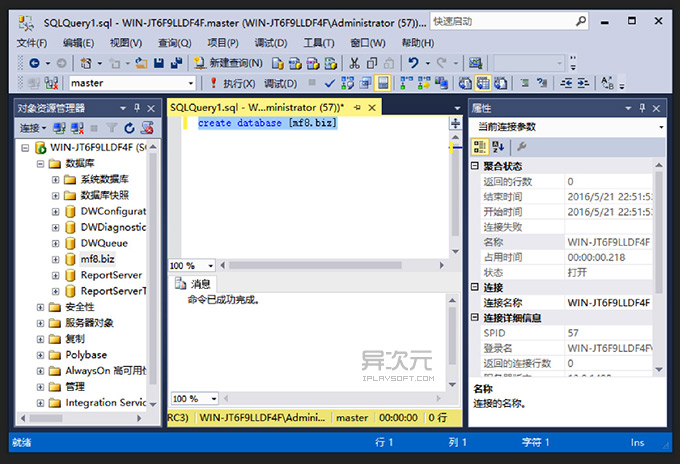 SQLQuery1.sql - WIN-JT6F9LLDF4F.master (WIN-JT6F9LLDF4F\Administrator (57))...
快速启动
文件(F) 编辑(E) 视图(V) 查询(Q) 项目(P) 调试(D) 工具(T) 窗口(W) 帮助(H)
新建查询(N)
master
执行(X) 调试(D)
对象资源管理器
连接
WIN-JT6F9LLDF4F (SQ
数据库
系统数据库
数据库快照
DWConfigurat
DWDiagnostic
DWQueue
mf8.biz
ReportServer
ReportServerT
安全性
服务器对象
复制
Polybase
AlwaysOn 高可用性
管理
Integration Servic
SQLQuery1.sql - W...ministrator (57))*
create database [mf8.biz]
100 %
消息
命令已成功完成。
异次元
IPLAYSOFT.COM
100 %
RC3) WIN-JT6F9LLDF4F\Admini... master 00:00:00 0 行
属性
当前连接参数
聚合状态
返回的行数 0
结束时间 2016/5/21 22:51:53
开始时间 2016/5/21 22:51:53
连接失败
名称 WIN-JT6F9LLDF4F
占用时间 00:00:00.218
状态 打开
连接
连接名称 WIN-JT6F9LLDF4F
连接详细信息
SPID 57
登录名 WIN-JT6F9LLDF4F\
返回的连接行数 0
名称
连接的名称。
就绪 行 1 列 1 字符 1 Ins